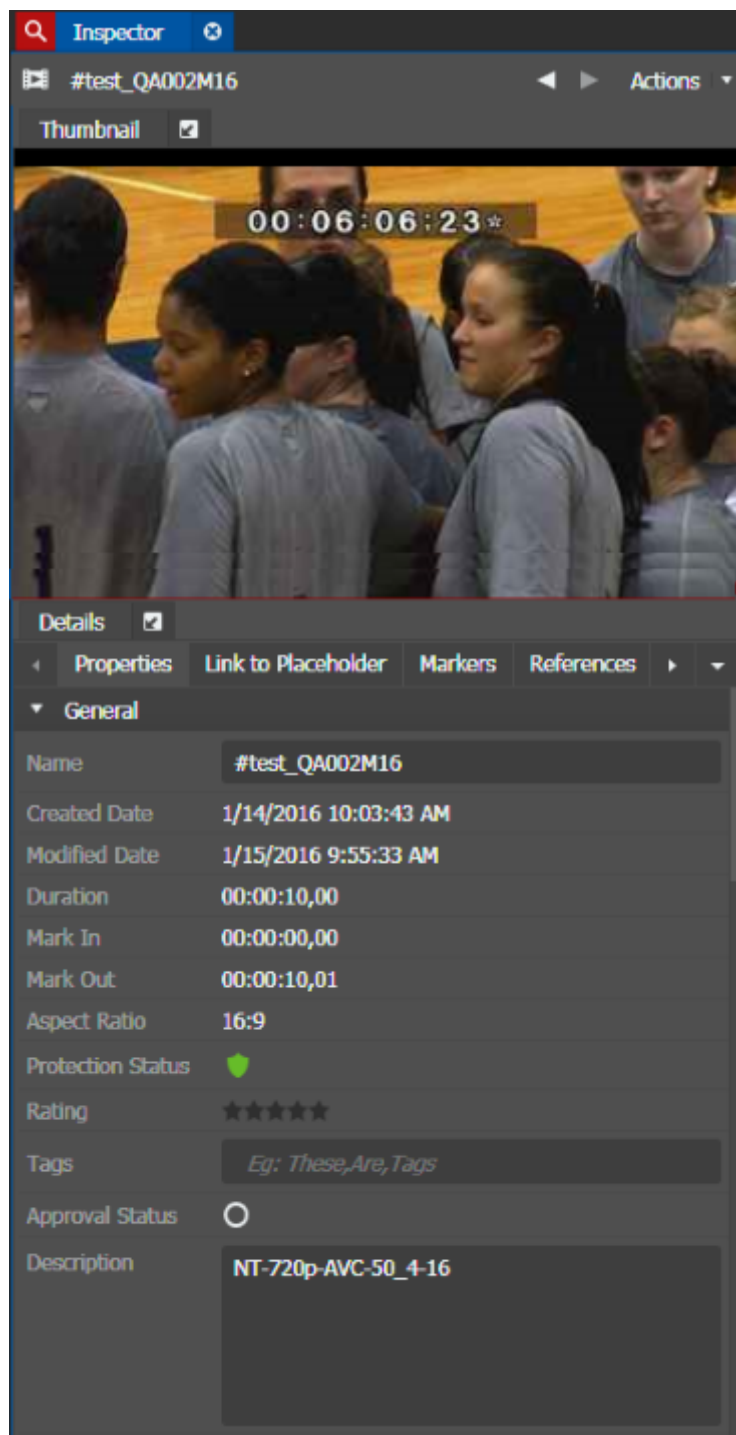 Inspector
#test_QA002M16
Actions
Thumbnail
00:06:06:23*
Details
Properties Link to Placeholder Markers References
General
Name #test_QA002M16
Created Date 1/14/2016 10:03:43 AM
Modified Date 1/15/2016 9:55:33 AM
Duration 00:00:10,00
Mark In 00:00:00,00
Mark Out 00:00:10,01
Aspect Ratio 16:9
Protection Status
Rating
Tags Eg: These,Are,Tags
Approval Status
Description NT-720p-AVC-50_4-16